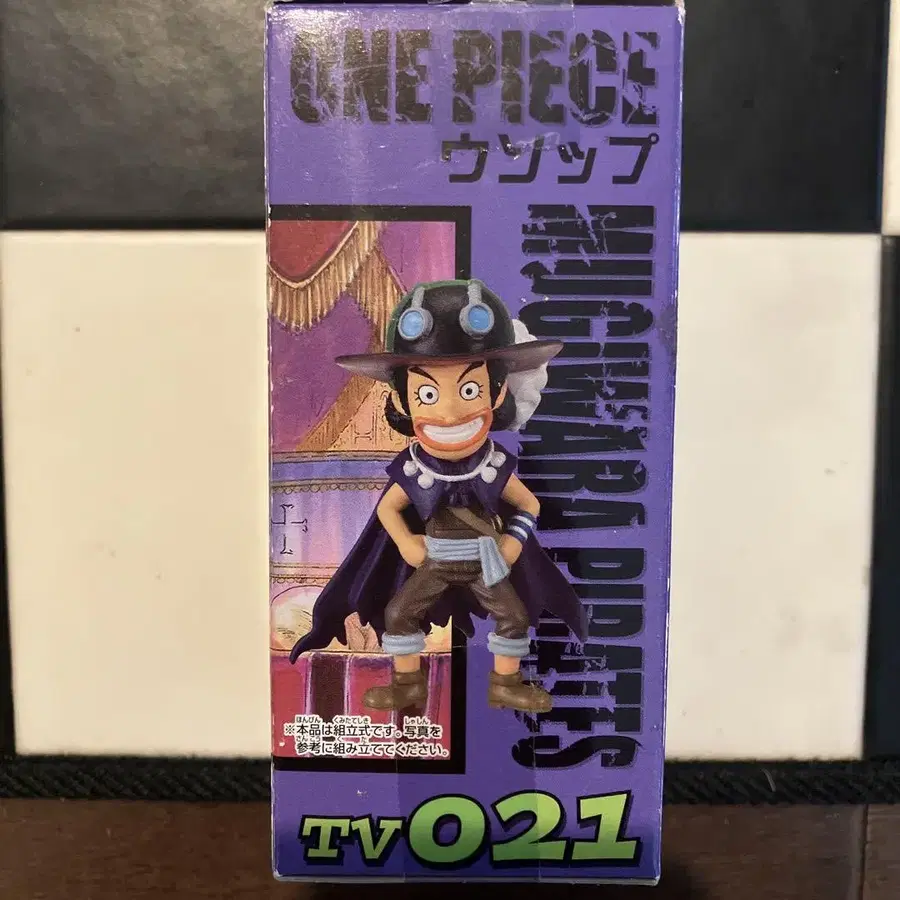 ONE PIECE
ウソップ
MUGIWARA PIRATES
※本品は組立式です。写真を
参考に組み立ててください。
TV021